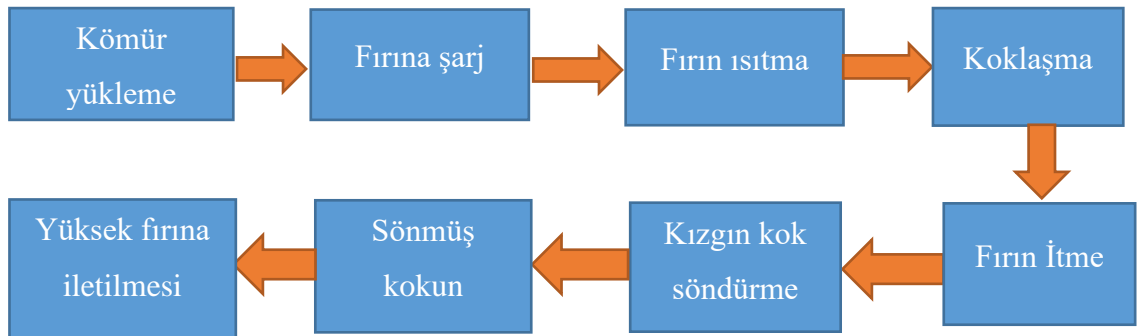 Kömür
yükleme
Fırına şarj
Fırın ısıtma
Koklaşma
Fırın İtme
Kızgın kok
söndürme
Sönmüş
kokun
Yüksek fırına
iletilmesi